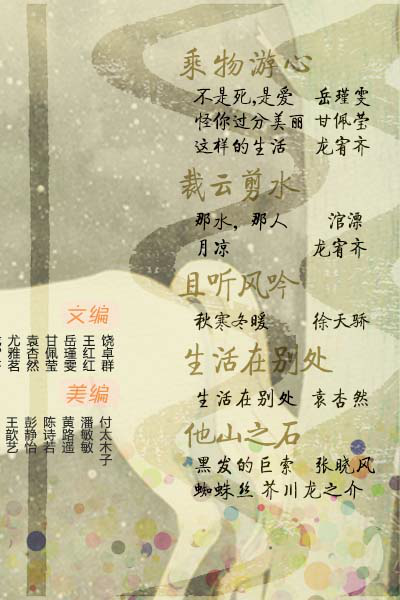 乘物游心
不是死,是爱 岳瑾雯
怪你过分美丽 甘佩莹
这样的生活 龙宥齐
裁云剪水
那水，那人 涫漂
月凉 龙宥齐
且听风吟
秋寒冬暖 徐天骄
生活在别处
生活在别处 袁杏然
他山之石
黑发的巨索 张晓风
蜘蛛丝 芥川龙之介
文编
饶卓群
王红红
岳瑾雯
甘佩莹
袁杏然
尤雅茗
美编
付太木子
潘敏敏
黄路遥
陈诗若
彭静怡
王歆艺